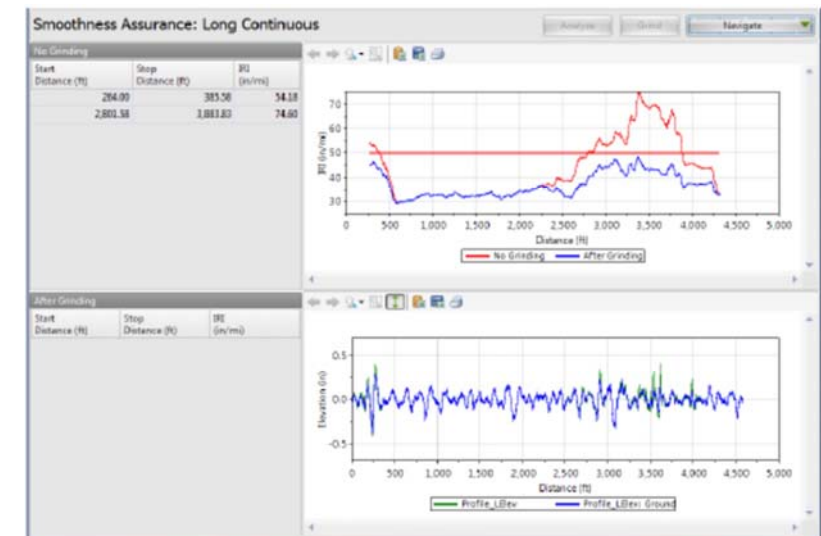 Smoothness Assurance: Long Continuous
Analyze Grind Navigate
No Grinding
Start Distance (ft) Stop Distance (ft) IRI (in/mi)
264.00 385.58 54.18
2,801.58 74.60
IRI (in/mi)
70
60
50
40
30
0 500 1,000 1,500 2,000 2,500 3,000 3,500 4,000 4,500 5,000
Distance (ft)
No Grinding After Grinding
After Grinding
Start Distance (ft) Stop Distance (ft) IRI (in/mi)
Elevation (in)
0.5
0.0
-0.5
0 500 1,000 1,500 2,000 2,500 3,000 3,500 4,000 4,500 5,000
Distance (ft)
Profile_LElev Profile_LElev: Ground